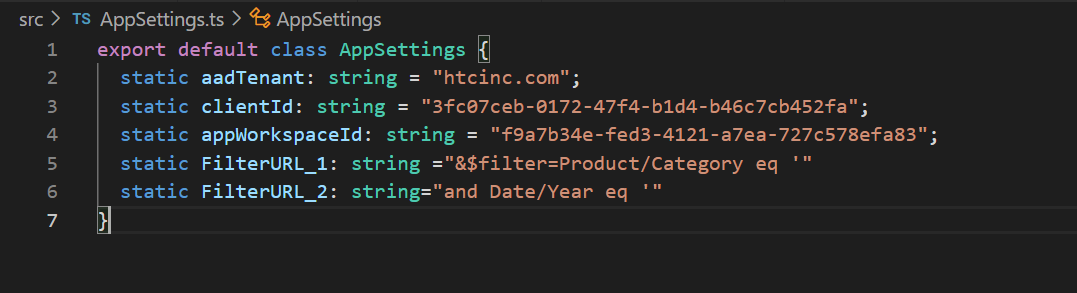 src > TS AppSettings.ts > AppSettings
1 export default class AppSettings {
2 static aadTenant: string = "htcinc.com";
3 static clientId: string = "3fc07ceb-0172-47f4-b1d4-b46c7cb452fa";
4 static appWorkspaceId: string = "f9a7b34e-fed3-4121-a7ea-727c578efa83";
5 static FilterURL_1: string ="&$filter=Product/Category eq '"
6 static FilterURL_2: string="and Date/Year eq '"
7 }